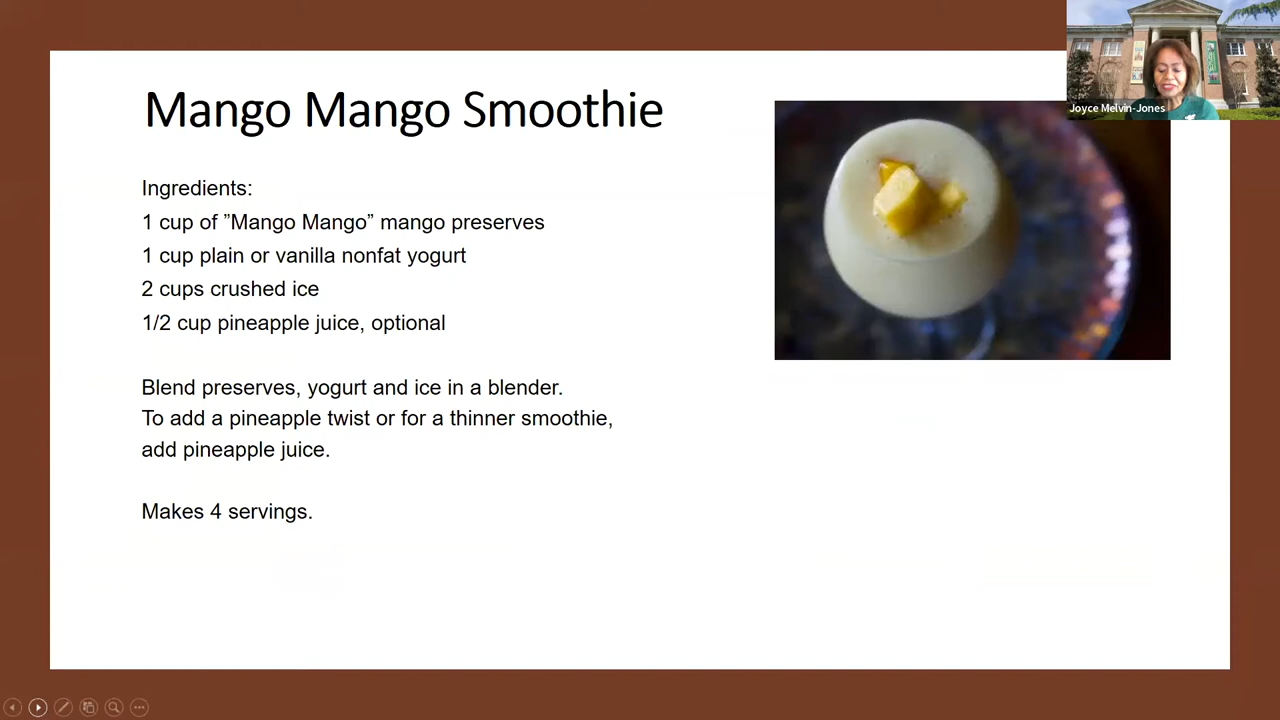 Mango Mango Smoothie
Ingredients:
1 cup of ”Mango Mango” mango preserves
1 cup plain or vanilla nonfat yogurt
2 cups crushed ice
1/2 cup pineapple juice, optional
Blend preserves, yogurt and ice in a blender.
To add a pineapple twist or for a thinner smoothie,
add pineapple juice.
Makes 4 servings.
Joyce Melvin-Jones